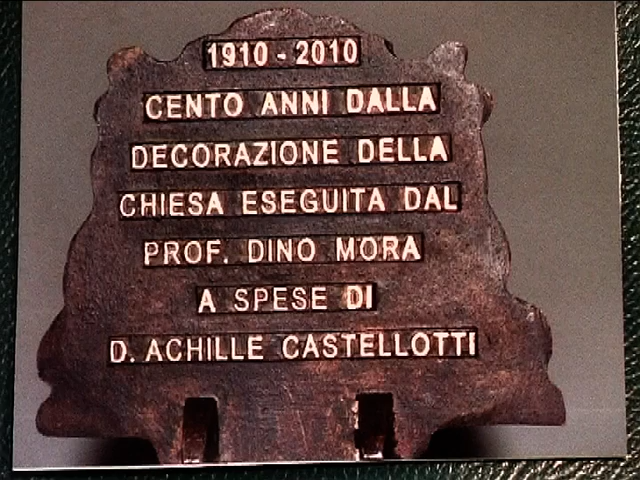 1910 - 2010
CENTO ANNI DALLA
DECORAZIONE DELLA
CHIESA ESEGUITA DAL
PROF. DINO MORA
A SPESE DI
D. ACHILLE CASTELLOTTI